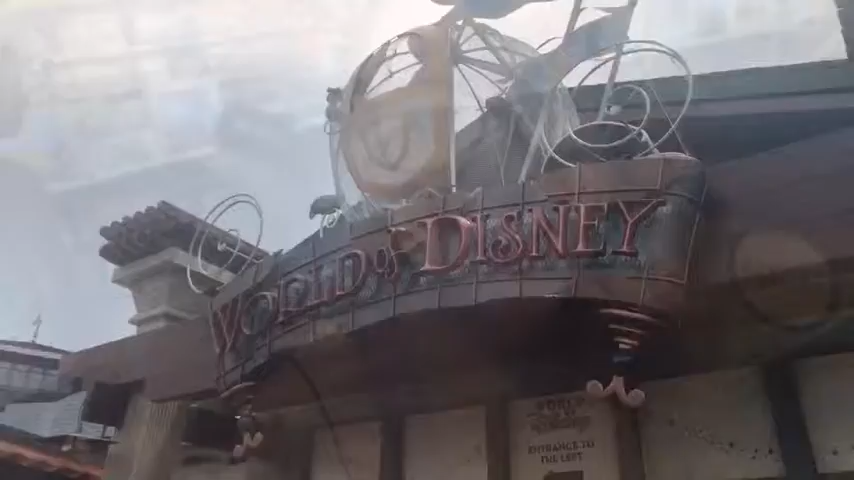 WORLD of DISNEY
WORLD
of DISNEY
ENTRANCE TO
THE LEFT